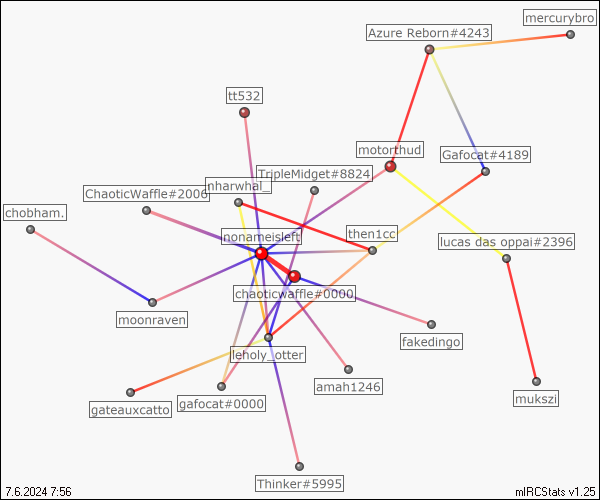 mercurybro
Azure Reborn#4243
tt532
motorthud
Gafocat#4189
TripleMidget#8824
nharwhal_
ChaoticWaffle#2006
chobham.
nonameisleft
then1cc
lucas das oppai#2396
chaoticwaffle#0000
moonraven
fakedingo
leholy_otter
amah1246
mukszi
gateauxcatto
gafocat#0000
Thinker#5995
7.6.2024 7:56
mIRCStats v1.25